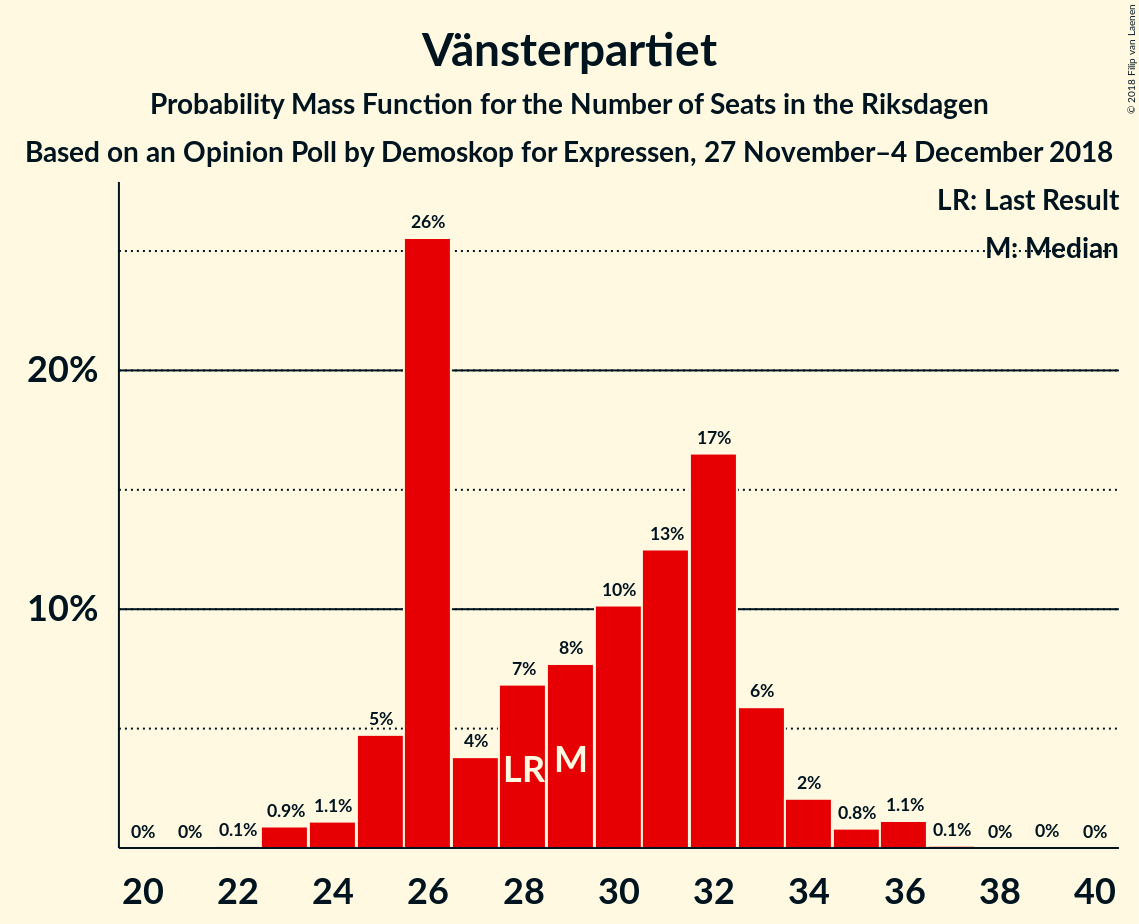 Vänsterpartiet
Probability Mass Function for the Number of Seats in the Riksdagen
Based on an Opinion Poll by Demoskop for Expressen, 27 November–4 December 2018
© 2018 Filip van Laenen
LR: Last Result
M: Median
20%
10%
0% 0% 0.1% 0.9% 1.1% 5% 26% 4% 7% 8% 10% 13% 17% 6% 2% 0.8% 1.1% 0.1% 0% 0% 0%
LR M
20 22 24 26 28 30 32 34 36 38 40